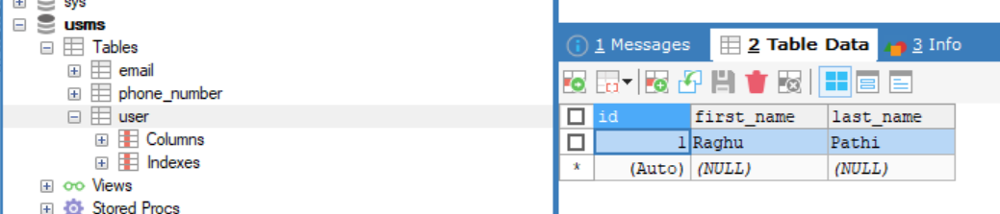 sys
usms
Tables
email
phone_number
user
Columns
Indexes
Views
Stored Procs
1 Messages 2 Table Data 3 Info
id first_name last_name
1 Raghu Pathi
* (Auto) (NULL) (NULL)